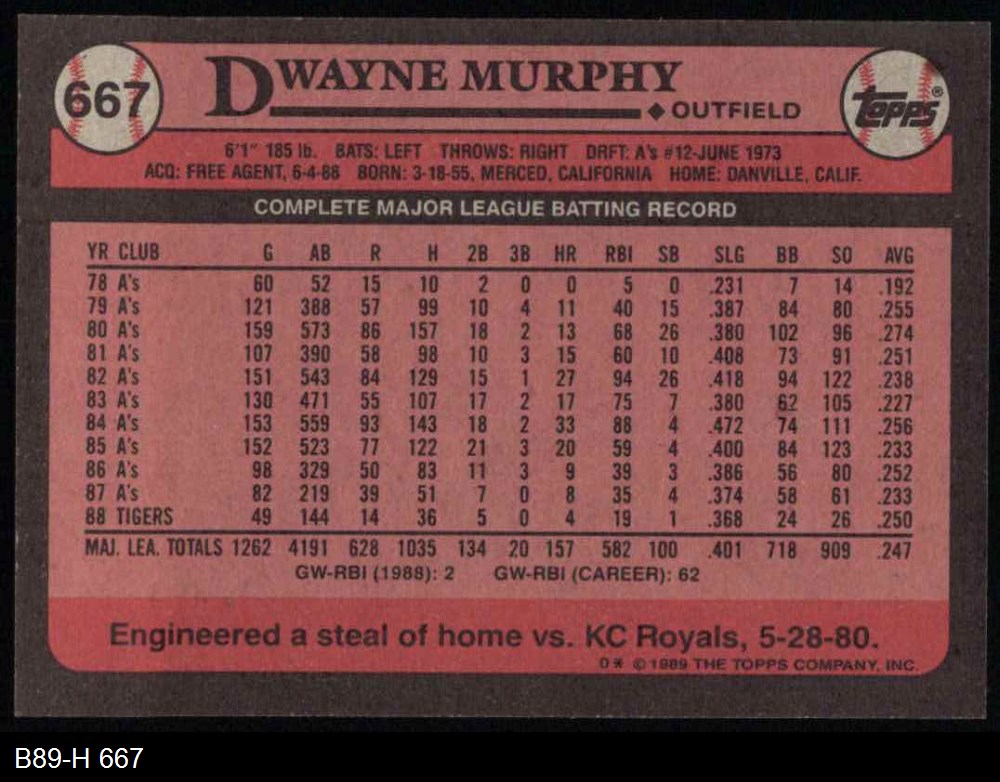 667
DWAYNE MURPHY
◆ OUTFIELD
TOPPS®
6'1" 185 lb. BATS: LEFT THROWS: RIGHT DRFT: A's #12-JUNE 1973
ACQ: FREE AGENT, 6-4-88 BORN: 3-18-55, MERCED, CALIFORNIA HOME: DANVILLE, CALIF.
COMPLETE MAJOR LEAGUE BATTING RECORD
YR CLUB G AB R H 2B 3B HR RBI SB SLG BB SO AVG
78 A's 60 52 15 10 2 0 0 5 0 .231 7 14 .192
79 A's 121 388 57 99 10 4 11 40 15 .387 84 80 .255
80 A's 159 573 86 157 18 2 13 68 26 .380 102 96 .274
81 A's 107 390 58 98 10 3 15 60 10 .408 73 91 .251
82 A's 151 543 84 129 15 1 27 94 26 .418 94 122 .238
83 A's 130 471 55 107 17 2 17 75 7 .380 62 105 .227
84 A's 153 559 93 143 18 2 33 88 4 .472 74 111 .256
85 A's 152 523 77 122 21 3 20 59 4 .400 84 123 .233
86 A's 98 329 50 83 11 3 9 39 3 .386 56 80 .252
87 A's 82 219 39 51 7 0 8 35 4 .374 58 61 .233
88 TIGERS 49 144 14 36 5 0 4 19 1 .368 24 26 .250
MAJ. LEA. TOTALS 1262 4191 628 1035 134 20 157 582 100 .401 718 909 .247
GW-RBI (1988): 2 GW-RBI (CAREER): 62
Engineered a steal of home vs. KC Royals, 5-28-80.
0* © 1989 THE TOPPS COMPANY, INC.
B89-H 667